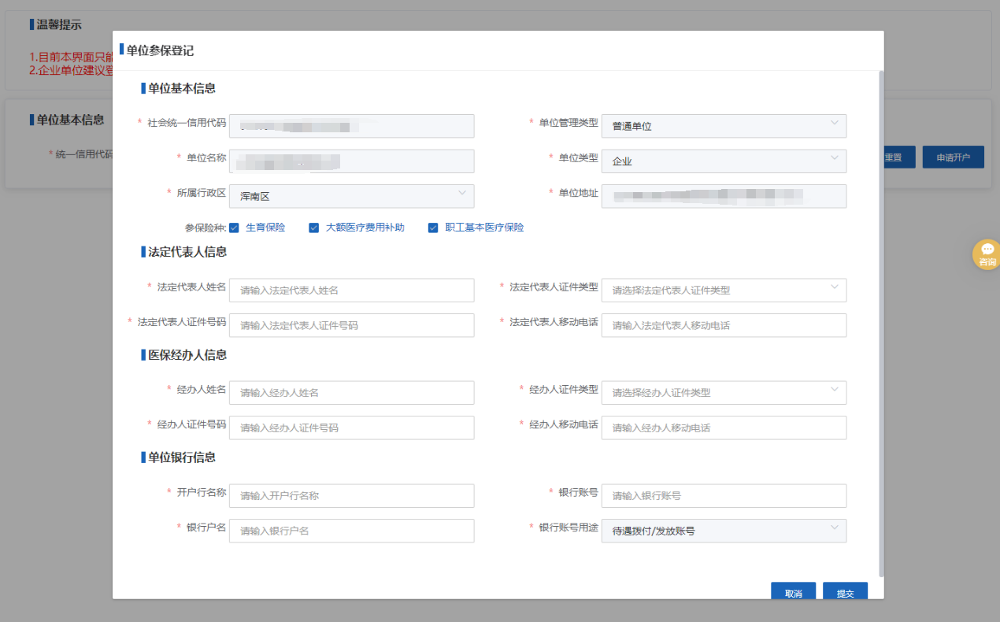 温馨提示
单位参保登记
1.目前本界面只能
2.企业单位建议登
单位基本信息
单位基本信息
* 社会统一信用代码
* 单位管理类型 普通单位
* 统一信用代码
* 单位名称
* 单位类型 企业
重置 申请开户
* 所属行政区 浑南区
* 单位地址
参保险种: 生育保险 大额医疗费用补助 职工基本医疗保险
法定代表人信息
咨询
* 法定代表人姓名 请输入法定代表人姓名
* 法定代表人证件类型 请选择法定代表人证件类型
* 法定代表人证件号码 请输入法定代表人证件号码
* 法定代表人移动电话 请输入法定代表人移动电话
医保经办人信息
* 经办人姓名 请输入经办人姓名
* 经办人证件类型 请选择经办人证件类型
* 经办人证件号码 请输入经办人证件号码
* 经办人移动电话 请输入经办人移动电话
单位银行信息
* 开户行名称 请输入开户行名称
* 银行账号 请输入银行账号
* 银行户名 请输入银行户名
* 银行账号用途 待遇拨付/发放账号
取消 提交